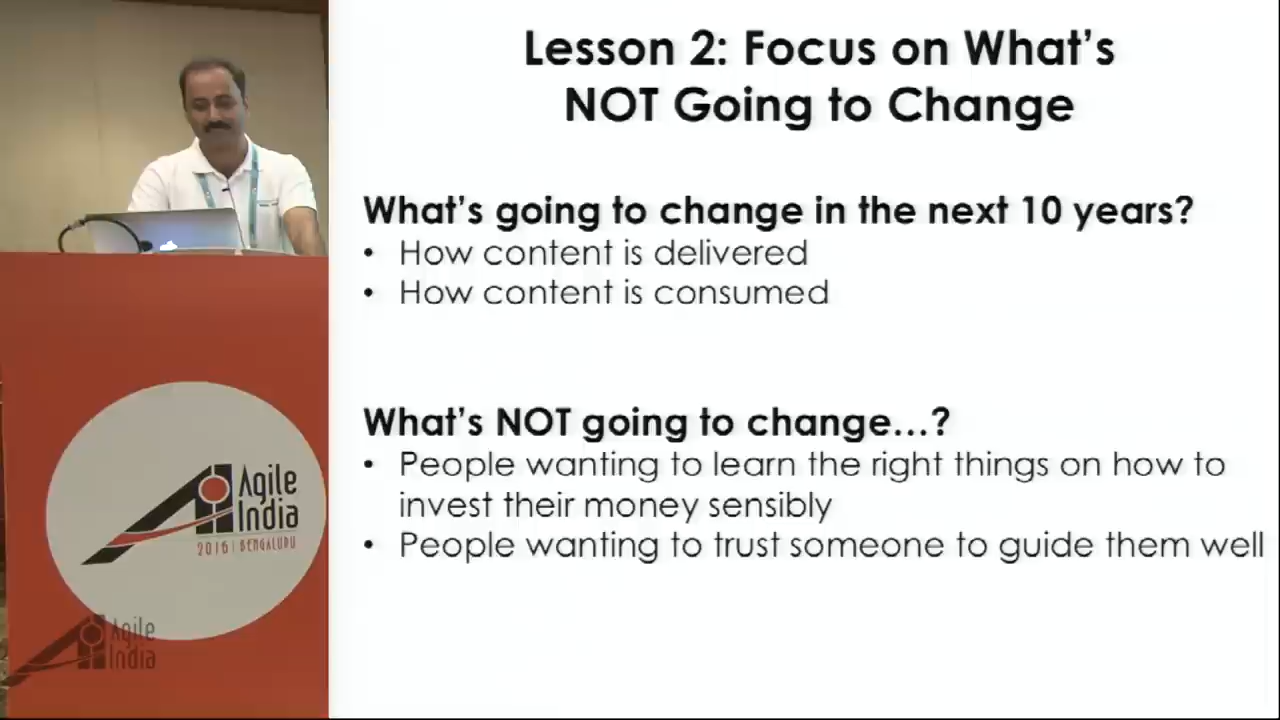 Lesson 2: Focus on What's
NOT Going to Change
What's going to change in the next 10 years?
• How content is delivered
• How content is consumed
What's NOT going to change...?
• People wanting to learn the right things on how to
invest their money sensibly
• People wanting to trust someone to guide them well
Agile
India
2016 | BENGALURU
Agile
India